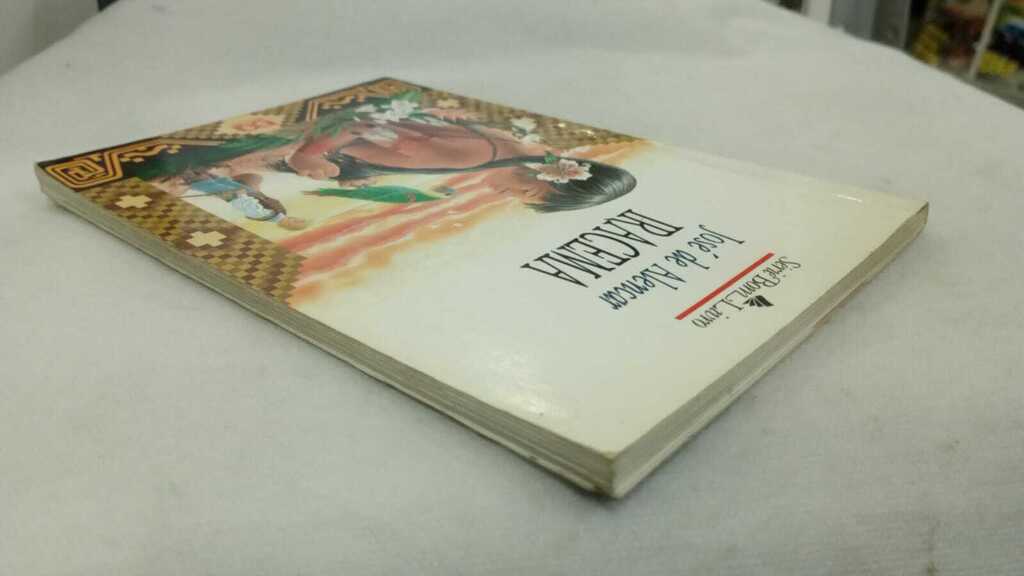 Série Bom Livro
José de Alencar
IRACEMA